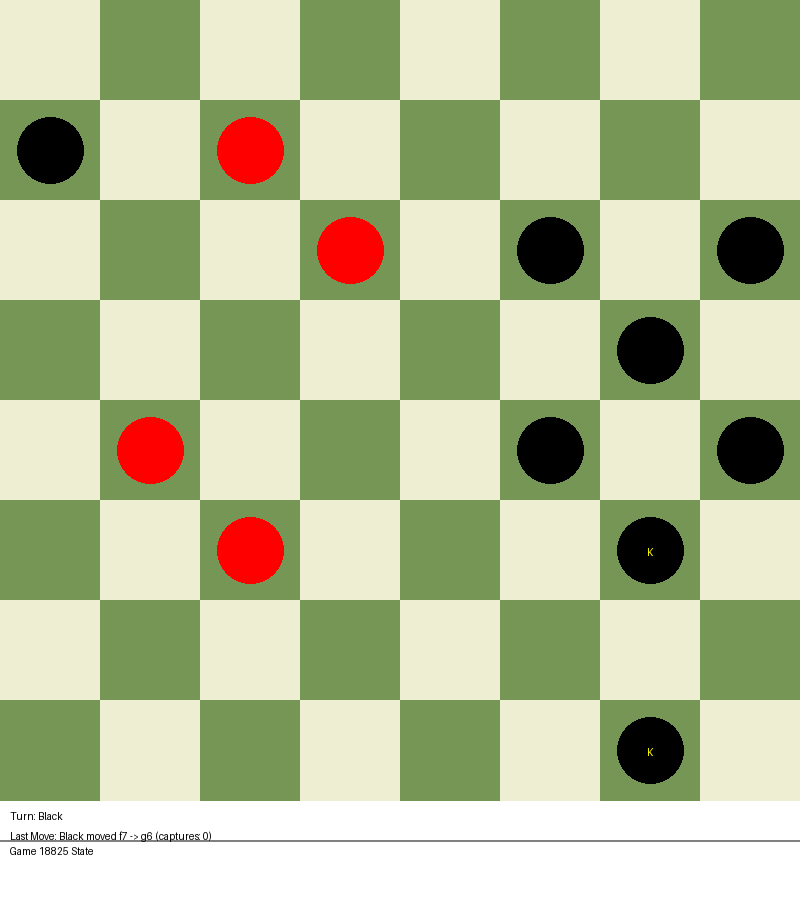 K
K
Turn: Black
Last Move: Black moved f7 -> g6 (captures: 0)
Game 18825 State